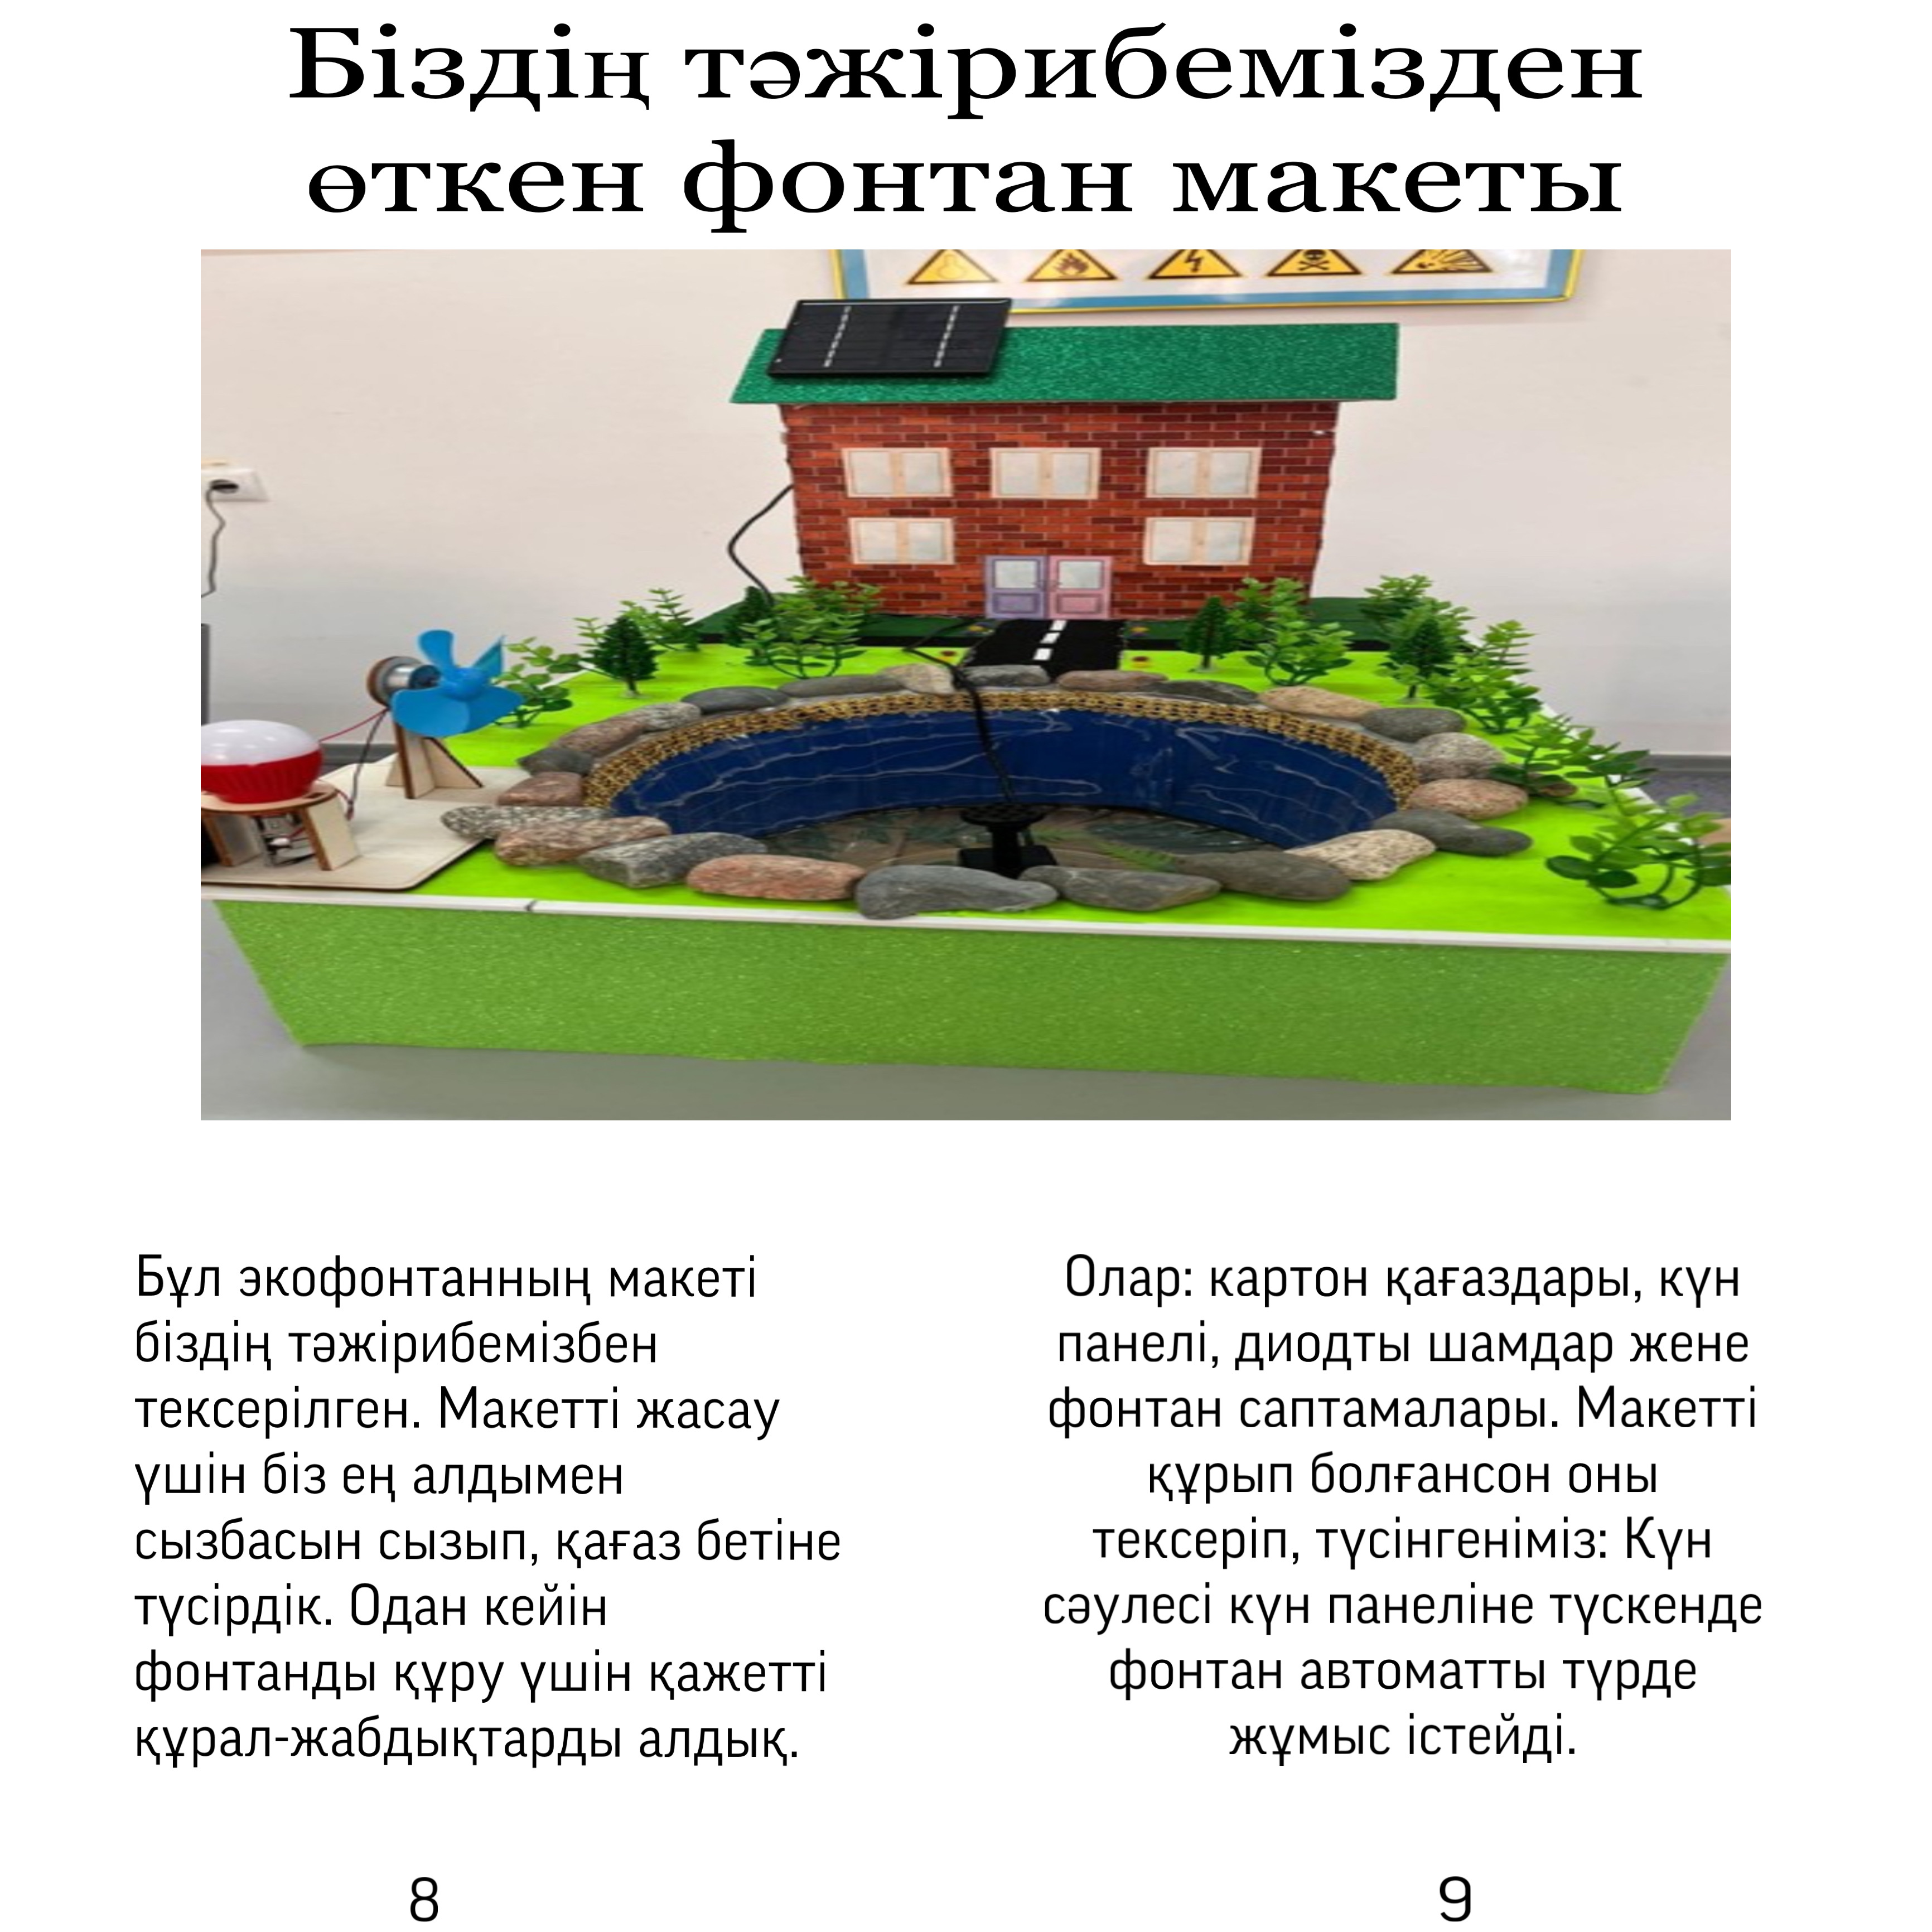 Біздің тәжірибемізден
өткен фонтан макеты
Бұл экофонтанның макеті
біздің тәжірибемізбен
тексерілген. Макетті жасау
үшін біз ең алдымен
сызбасын сызып, қағаз бетіне
түсірдік. Одан кейін
фонтанды құру үшін қажетті
құрал-жабдықтарды алдық.
Олар: картон қағаздары, күн
панелі, диодты шамдар жене
фонтан саптамалары. Макетті
құрып болғансон оны
тексеріп, түсінгеніміз: Күн
сәулесі күн панеліне түскенде
фонтан автоматты түрде
жұмыс істейді.
8
9